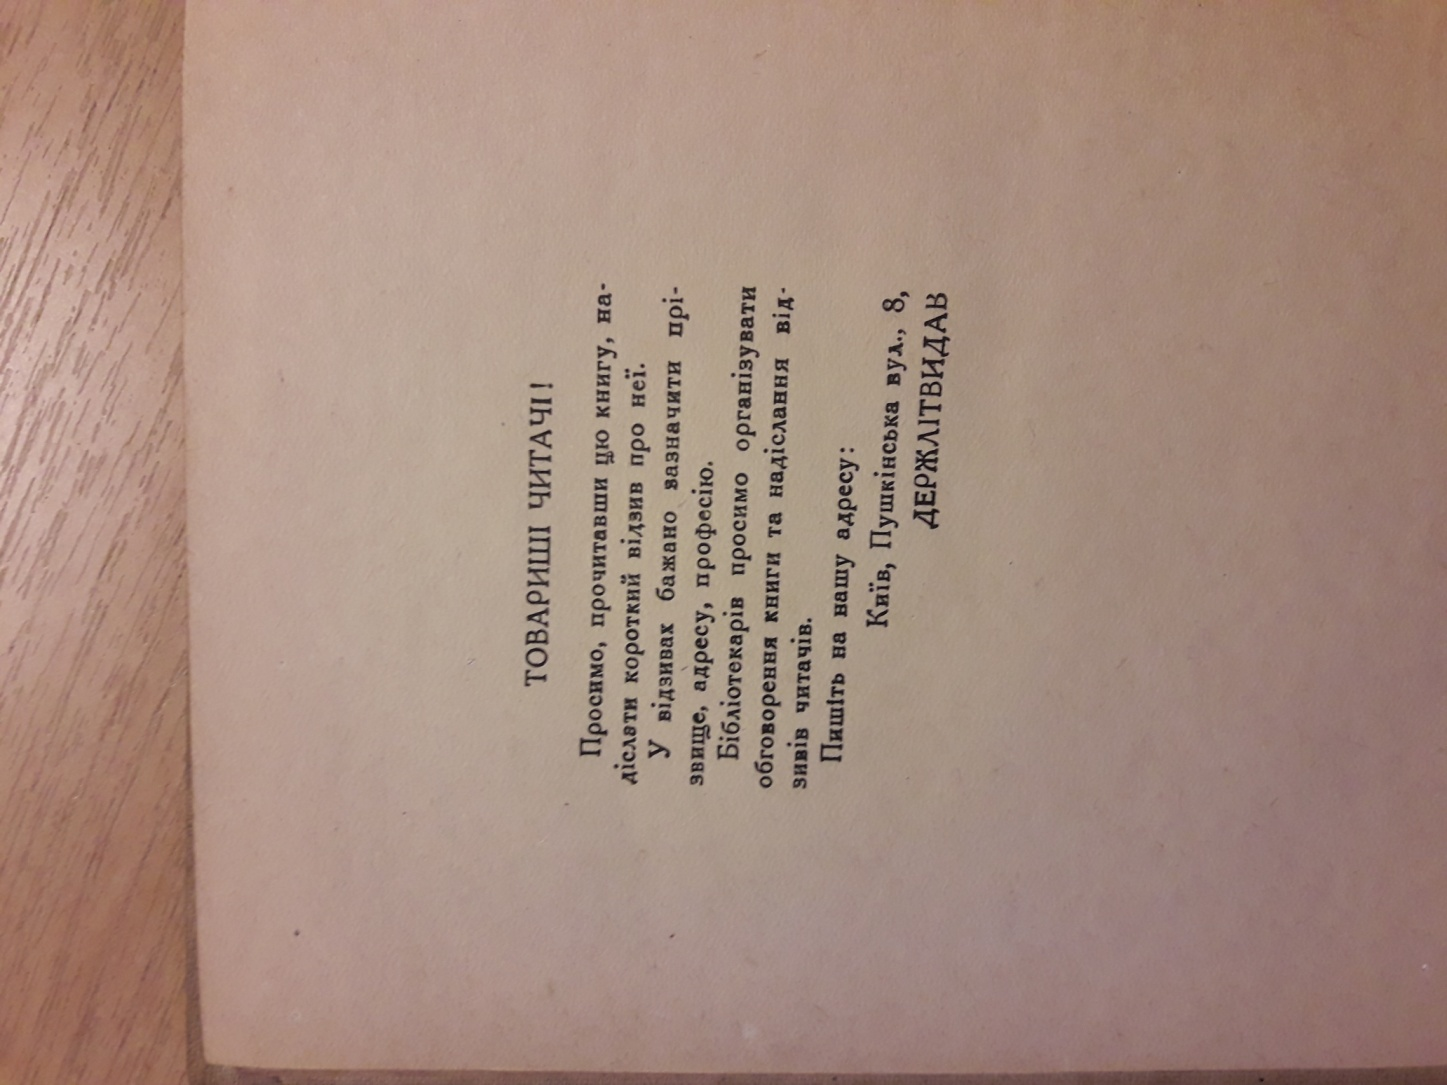 ТОВАРИШІ ЧИТАЧІ!
Просимо, прочитавши цю книгу, на-
діслати короткий відзив про неї.
У відзивах бажано зазначити прі-
звище, адресу, професію.
Бібліотекарів просимо організувати
обговорення книги та надіслання від-
зивів читачів.
Пишіть на нашу адресу:
Київ, Пушкінська вул., 8,
ДЕРЖЛІТВИДАВ